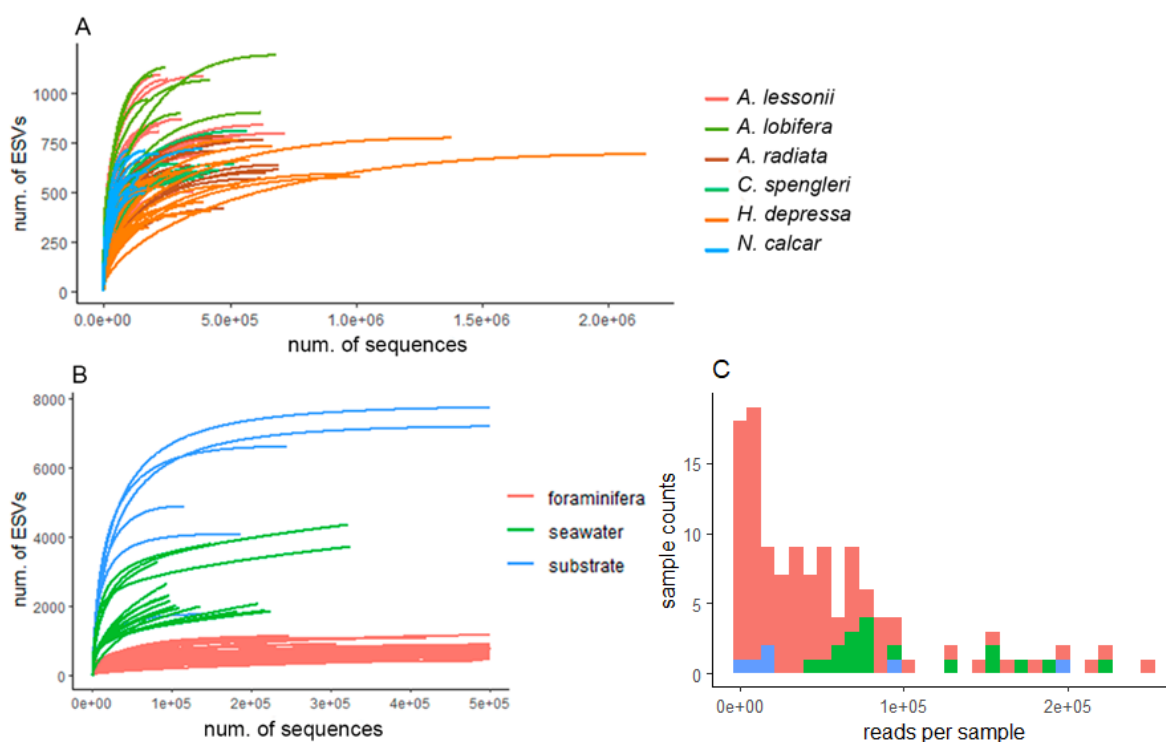 A
num. of ESVs
1000
750
500
250
0
0.0e+00 5.0e+05 1.0e+06 1.5e+06 2.0e+06
num. of sequences
A. lessonii
A. lobifera
A. radiata
C. spengleri
H. depressa
N. calcar
B
num. of ESVs
8000
6000
4000
2000
0
0e+00 1e+05 2e+05 3e+05 4e+05 5e+05
num. of sequences
foraminifera
seawater
substrate
C
sample counts
15
10
5
0
0e+00 1e+05 2e+05
reads per sample